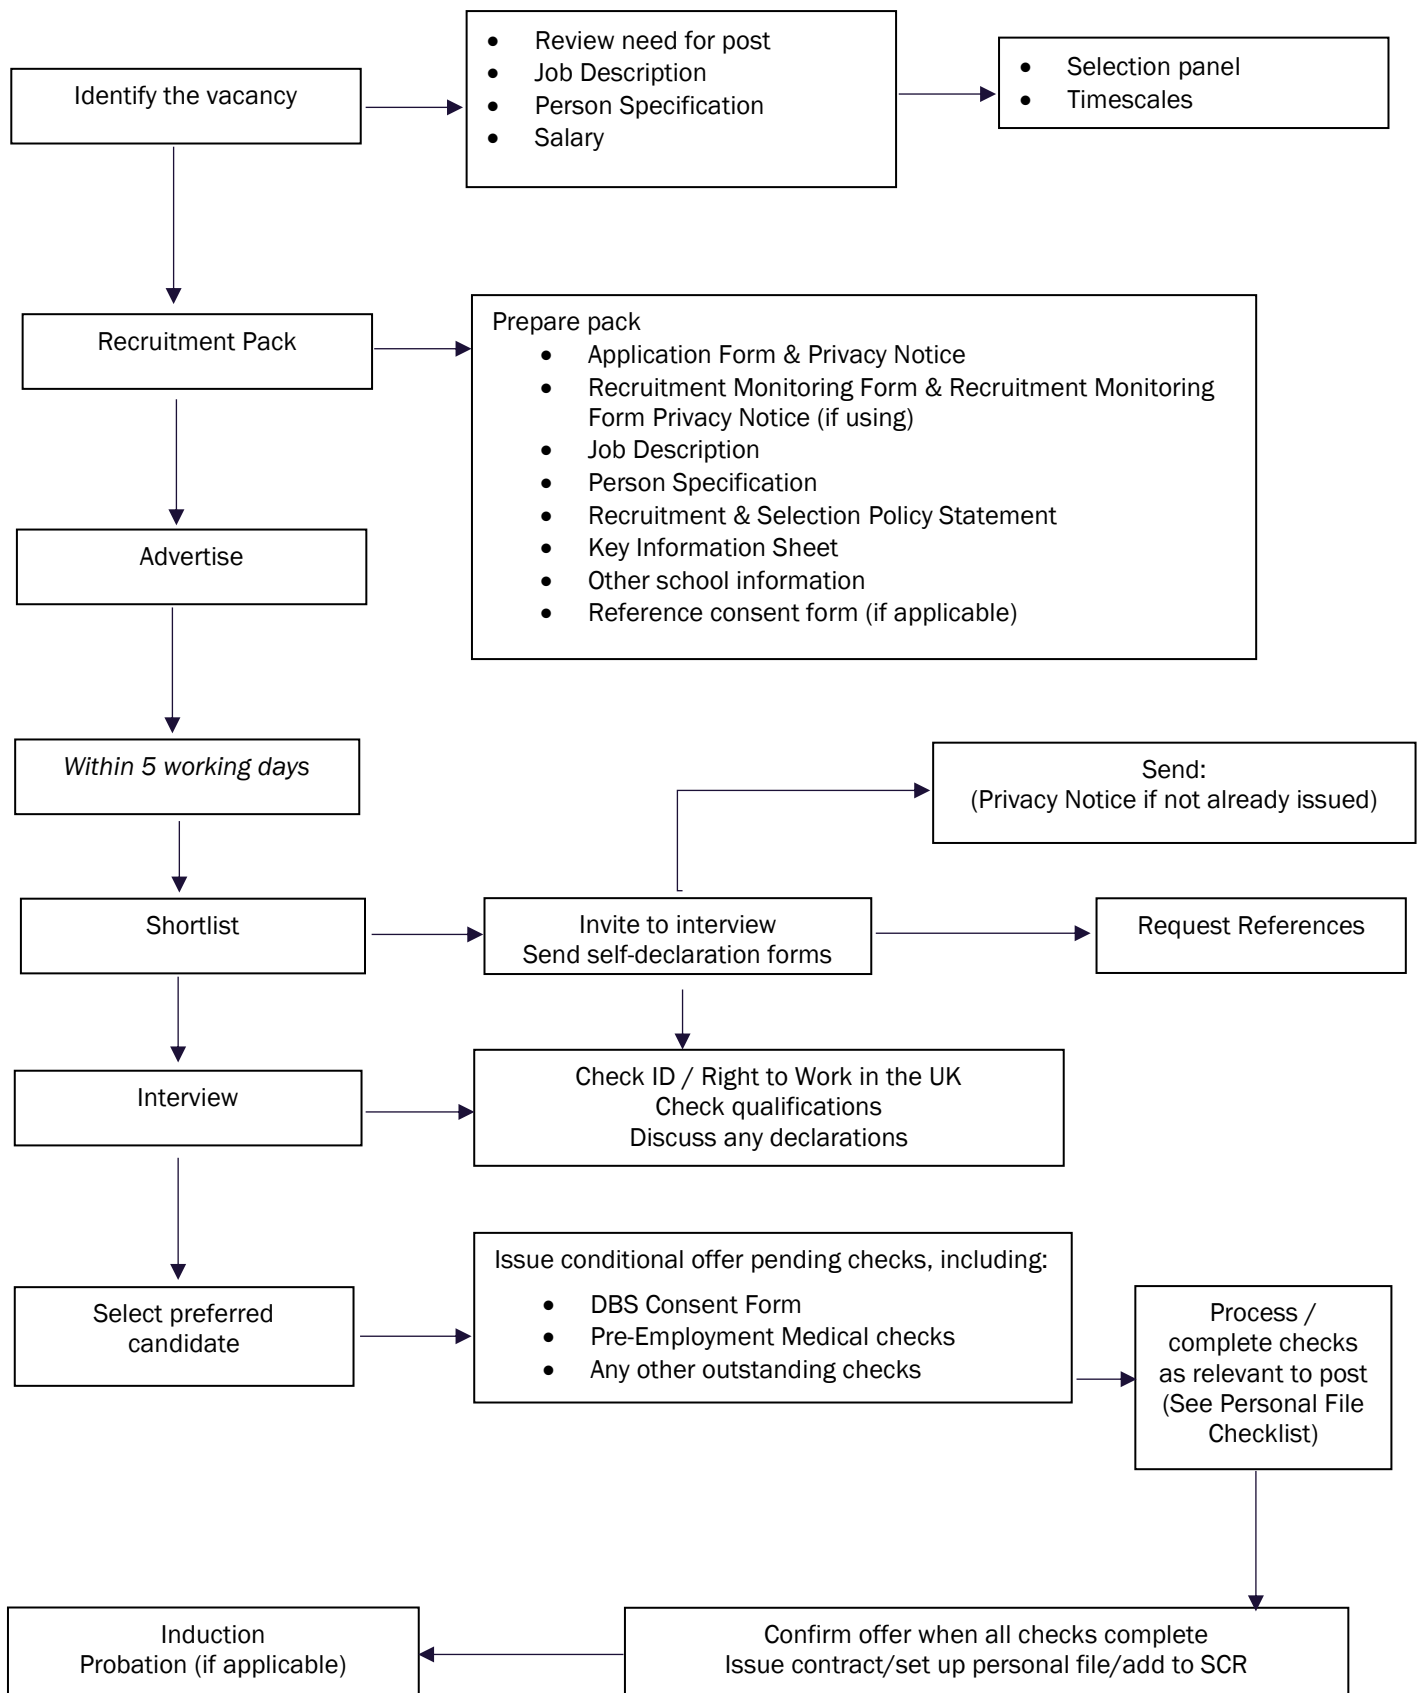 Identify the vacancy
• Review need for post
• Job Description
• Person Specification
• Salary
• Selection panel
• Timescales
Recruitment Pack
Prepare pack
• Application Form & Privacy Notice
• Recruitment Monitoring Form & Recruitment Monitoring
Form Privacy Notice (if using)
• Job Description
• Person Specification
• Recruitment & Selection Policy Statement
• Key Information Sheet
• Other school information
• Reference consent form (if applicable)
Advertise
Within 5 working days
Send:
(Privacy Notice if not already issued)
Shortlist
Invite to interview
Send self-declaration forms
Request References
Interview
Check ID / Right to Work in the UK
Check qualifications
Discuss any declarations
Select preferred
candidate
Issue conditional offer pending checks, including:
• DBS Consent Form
• Pre-Employment Medical checks
• Any other outstanding checks
Process /
complete checks
as relevant to post
(See Personal File
Checklist)
Confirm offer when all checks complete
Issue contract/set up personal file/add to SCR
Induction
Probation (if applicable)